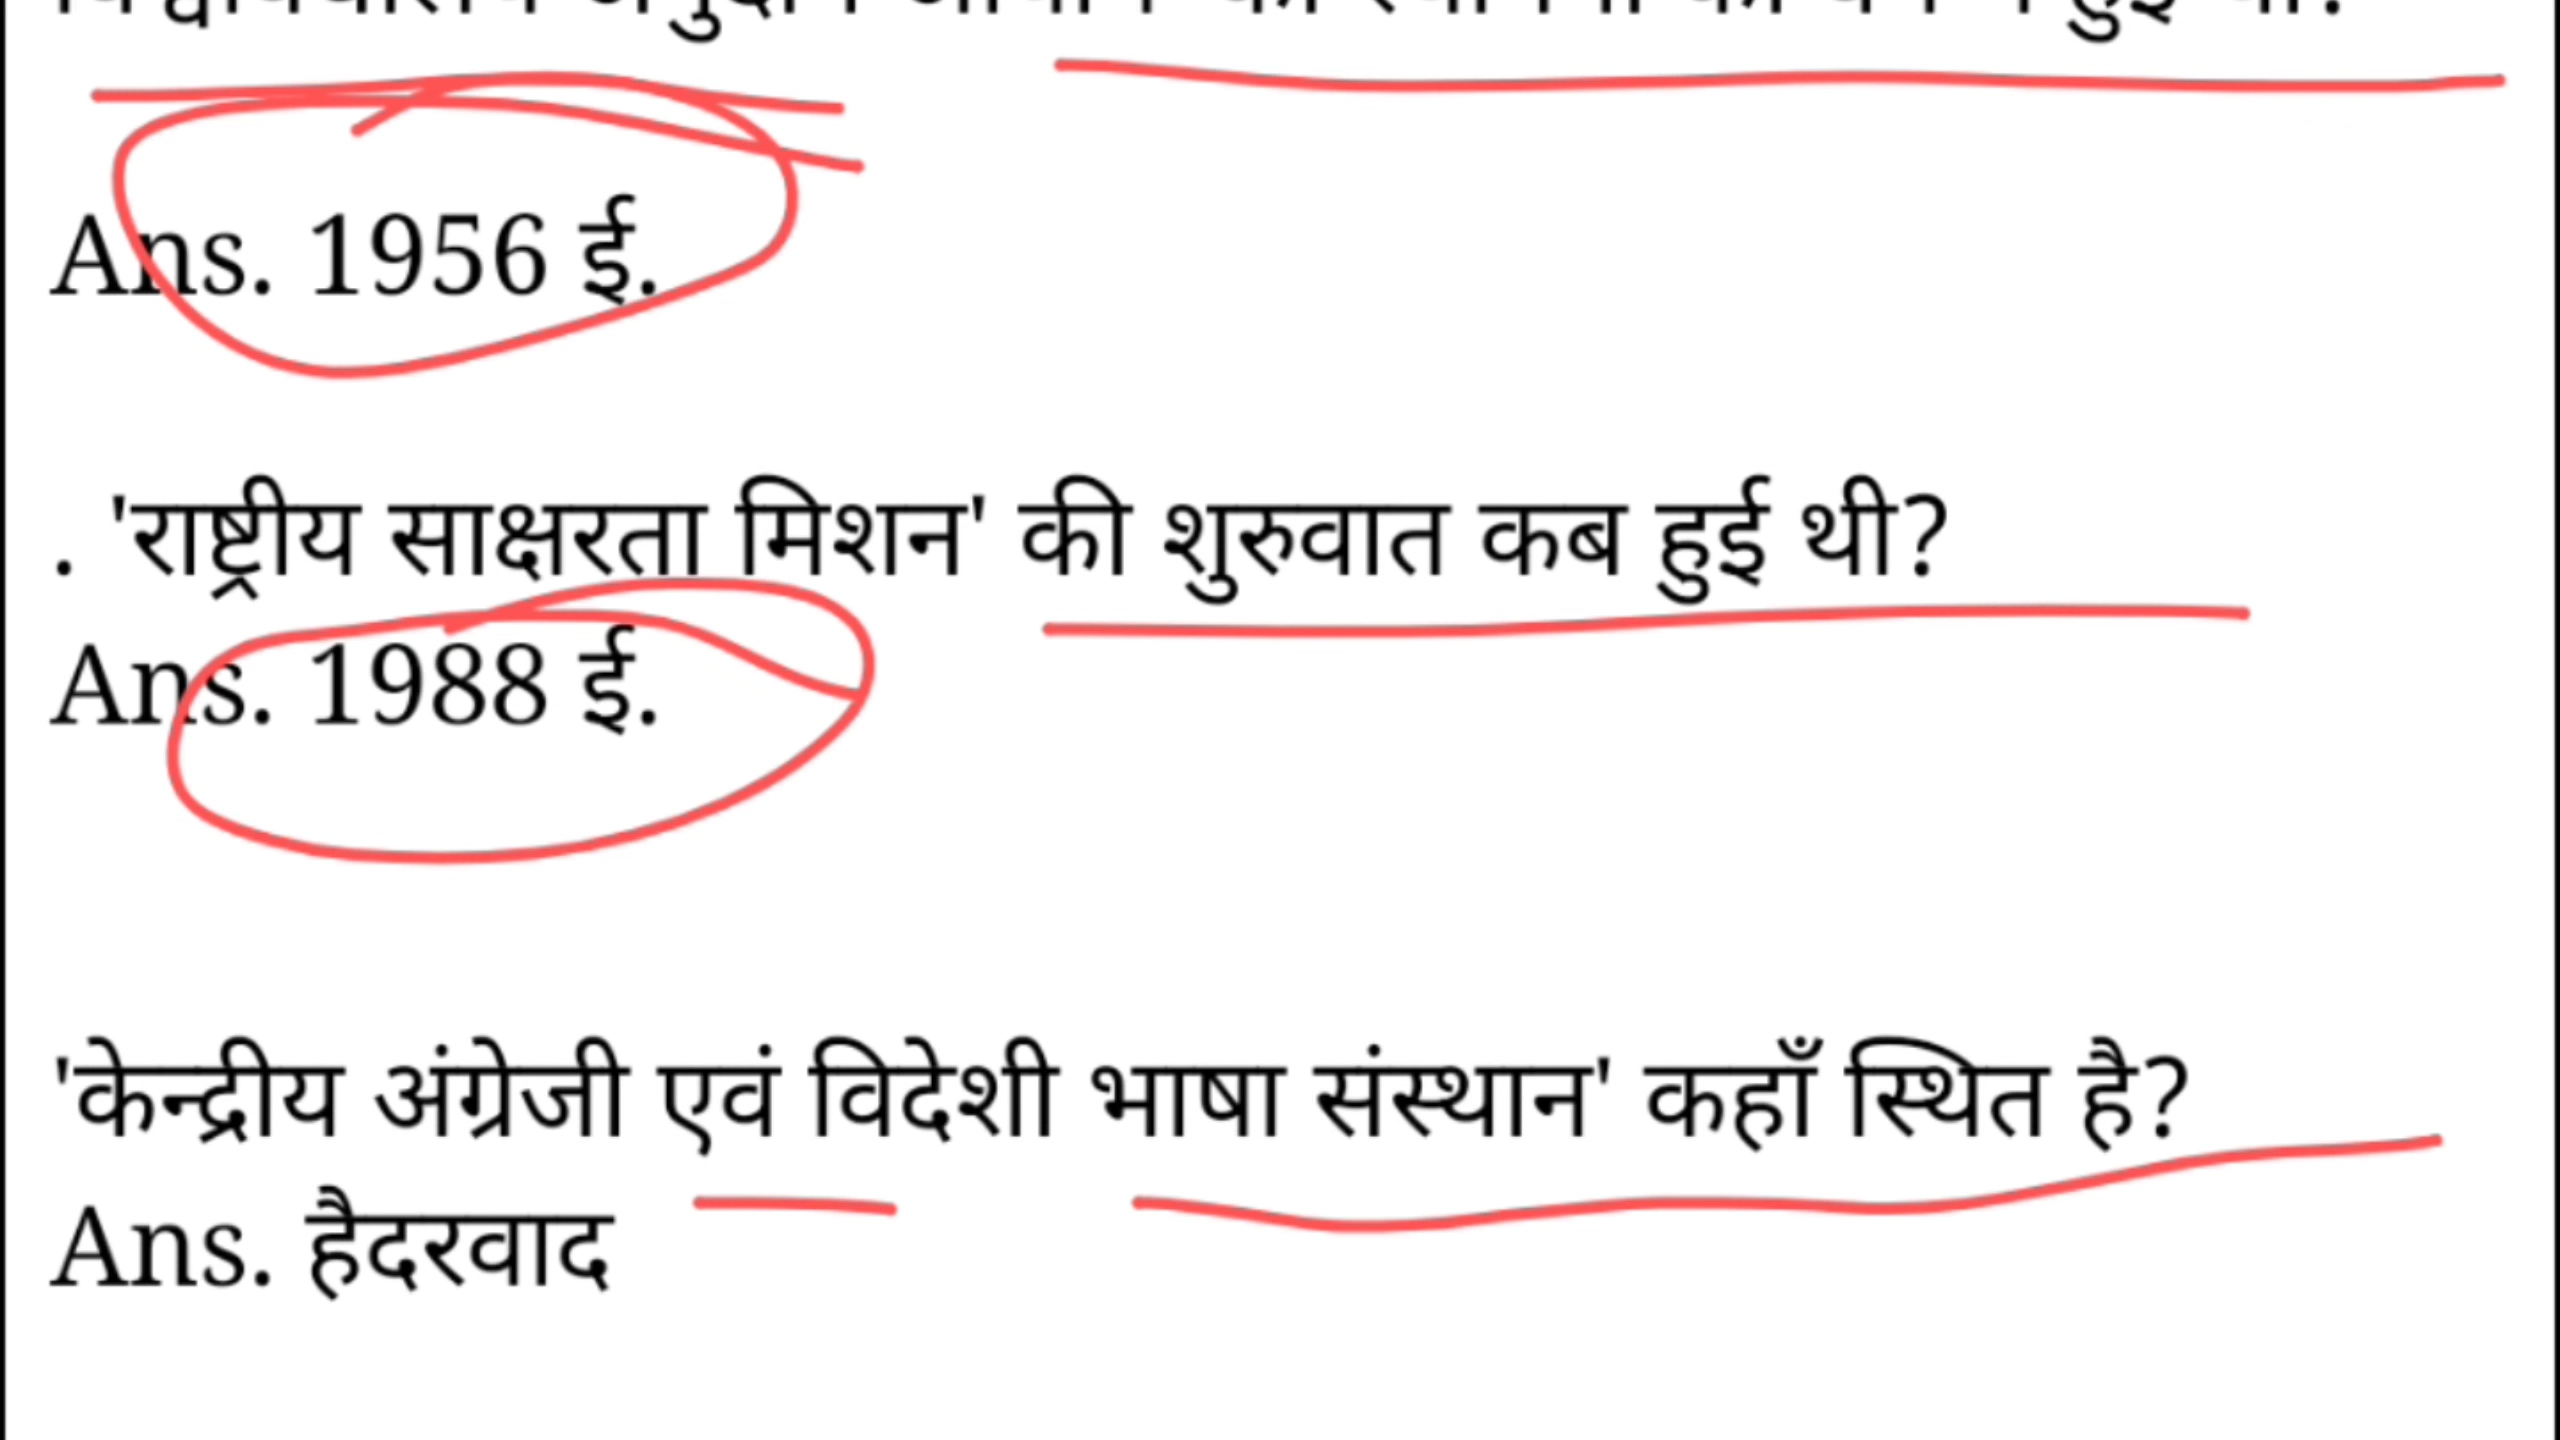 Ans. 1956 ई.
. 'राष्ट्रीय साक्षरता मिशन' की शुरुवात कब हुई थी?
Ans. 1988 ई.
'केन्द्रीय अंग्रेजी एवं विदेशी भाषा संस्थान' कहाँ स्थित है?
Ans. हैदरवाद